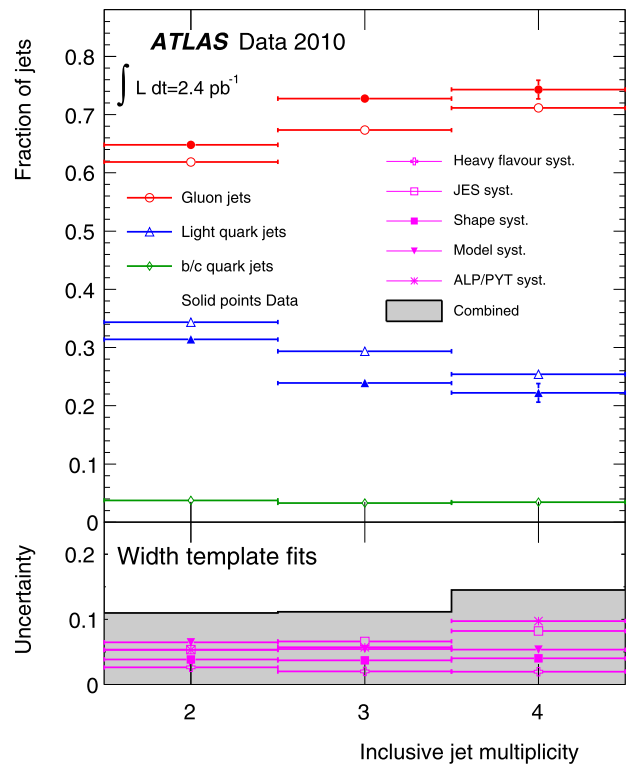 0.8
0.7
0.6
0.5
0.4
0.3
0.2
0.1
0
Fraction of jets
ATLAS Data 2010
∫ L dt=2.4 pb⁻¹
Gluon jets
Light quark jets
b/c quark jets
Solid points Data
Heavy flavour syst.
JES syst.
Shape syst.
Model syst.
ALP/PYT syst.
Combined
Width template fits
Uncertainty
0.2
0.1
0
2 3 4
Inclusive jet multiplicity